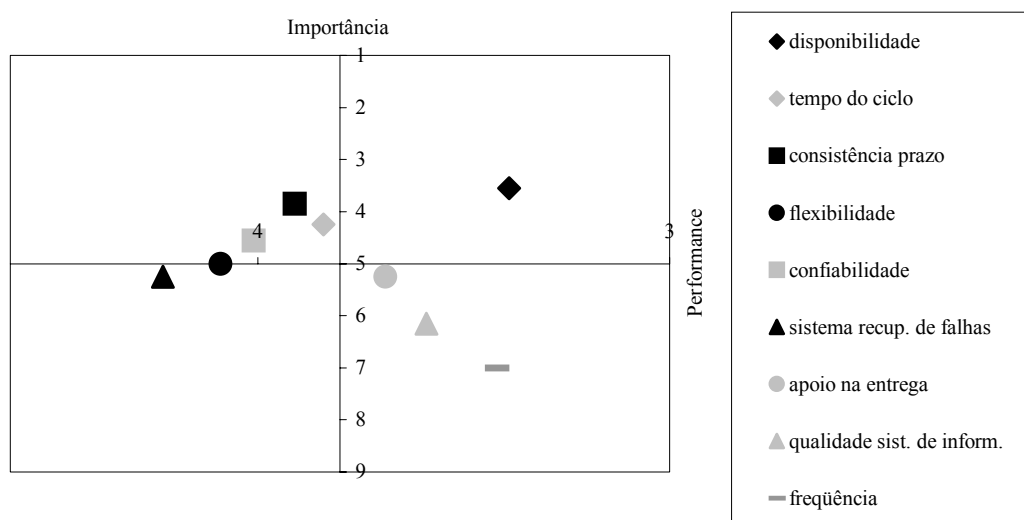 Importância
1
2
3
4
4
3
5
6
7
8
9
Performance
disponibilidade
tempo do ciclo
consistência prazo
flexibilidade
confiabilidade
sistema recup. de falhas
apoio na entrega
qualidade sist. de inform.
freqüência